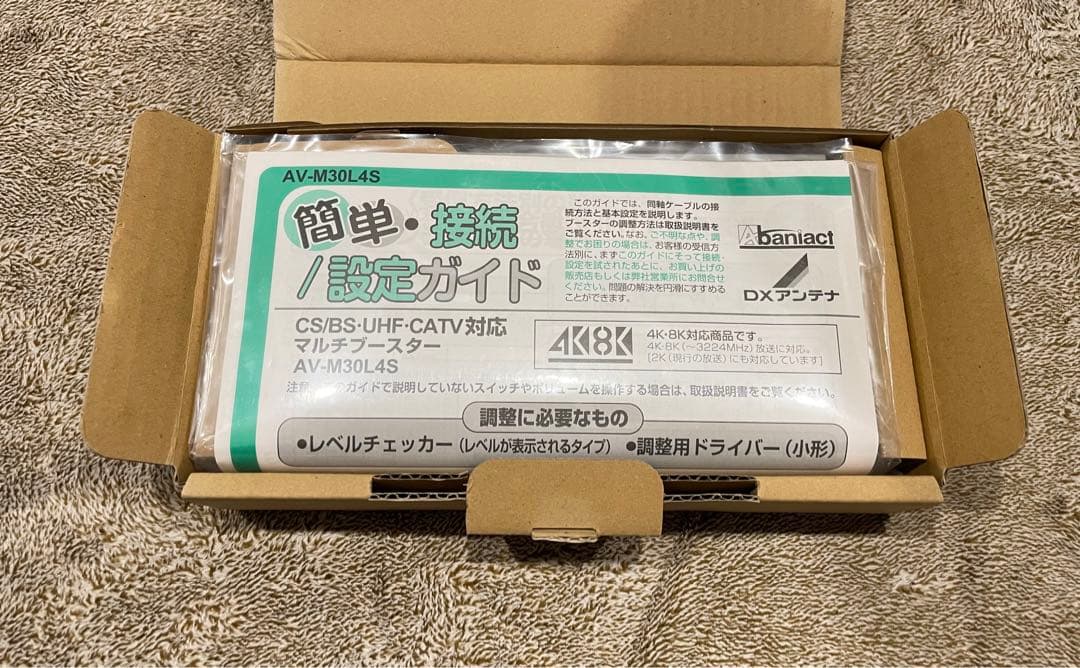 AV-M30L4S
簡単・接続
/設定ガイド
このガイドでは、同軸ケーブルの接
続方法と基本設定を説明します。
ブースターの調整方法は取扱説明書を
ご覧ください。なお、ご不明な点や、調
整でお困りの場合は、お客様の受信方
法別に、まずこのガイドにそって接続・
設定を試されたあとに、お買い上げの
販売店もしくは弊社営業所にお問合せ
ください。問題の解決を円滑にすすめる
ことができます。
Abaniact
DXアンテナ
CS/BS・UHF・CATV対応
マルチブースター
AV-M30L4S
4K8K
4K・8K対応商品です。
4K・8K(〜3224MHz)放送に対応。
[2K(現行の放送)にも対応しています]
注意 このガイドで説明していないスイッチやボリュームを操作する場合は、取扱説明書をご覧ください。
調整に必要なもの
●レベルチェッカー(レベルが表示されるタイプ) ●調整用ドライバー(小形)